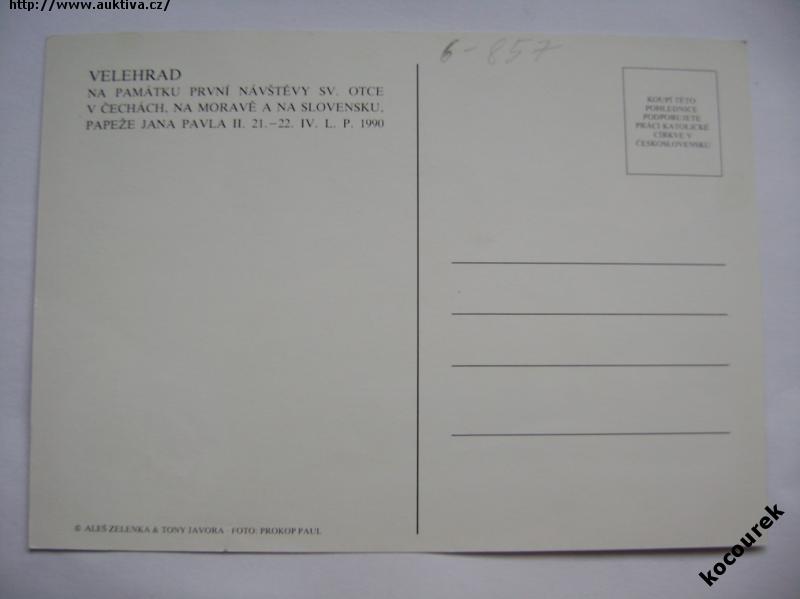 http://www.auktiva.cz/
6-857
VELEHRAD
NA PAMÁTKU PRVNÍ NÁVŠTĚVY SV. OTCE
V ČECHÁCH, NA MORAVĚ A NA SLOVENSKU,
PAPEŽE JANA PAVLA II. 21.–22. IV. L. P. 1990
KOUPÍ TÉTO
POHLEDNICE
PODPORUJETE
PRÁCI KATOLICKÉ
CÍRKVE V
ČESKOSLOVENSKU
© ALEŠ ZELENKA & TONY JAVORA · FOTO: PROKOP PAUL
kocourek